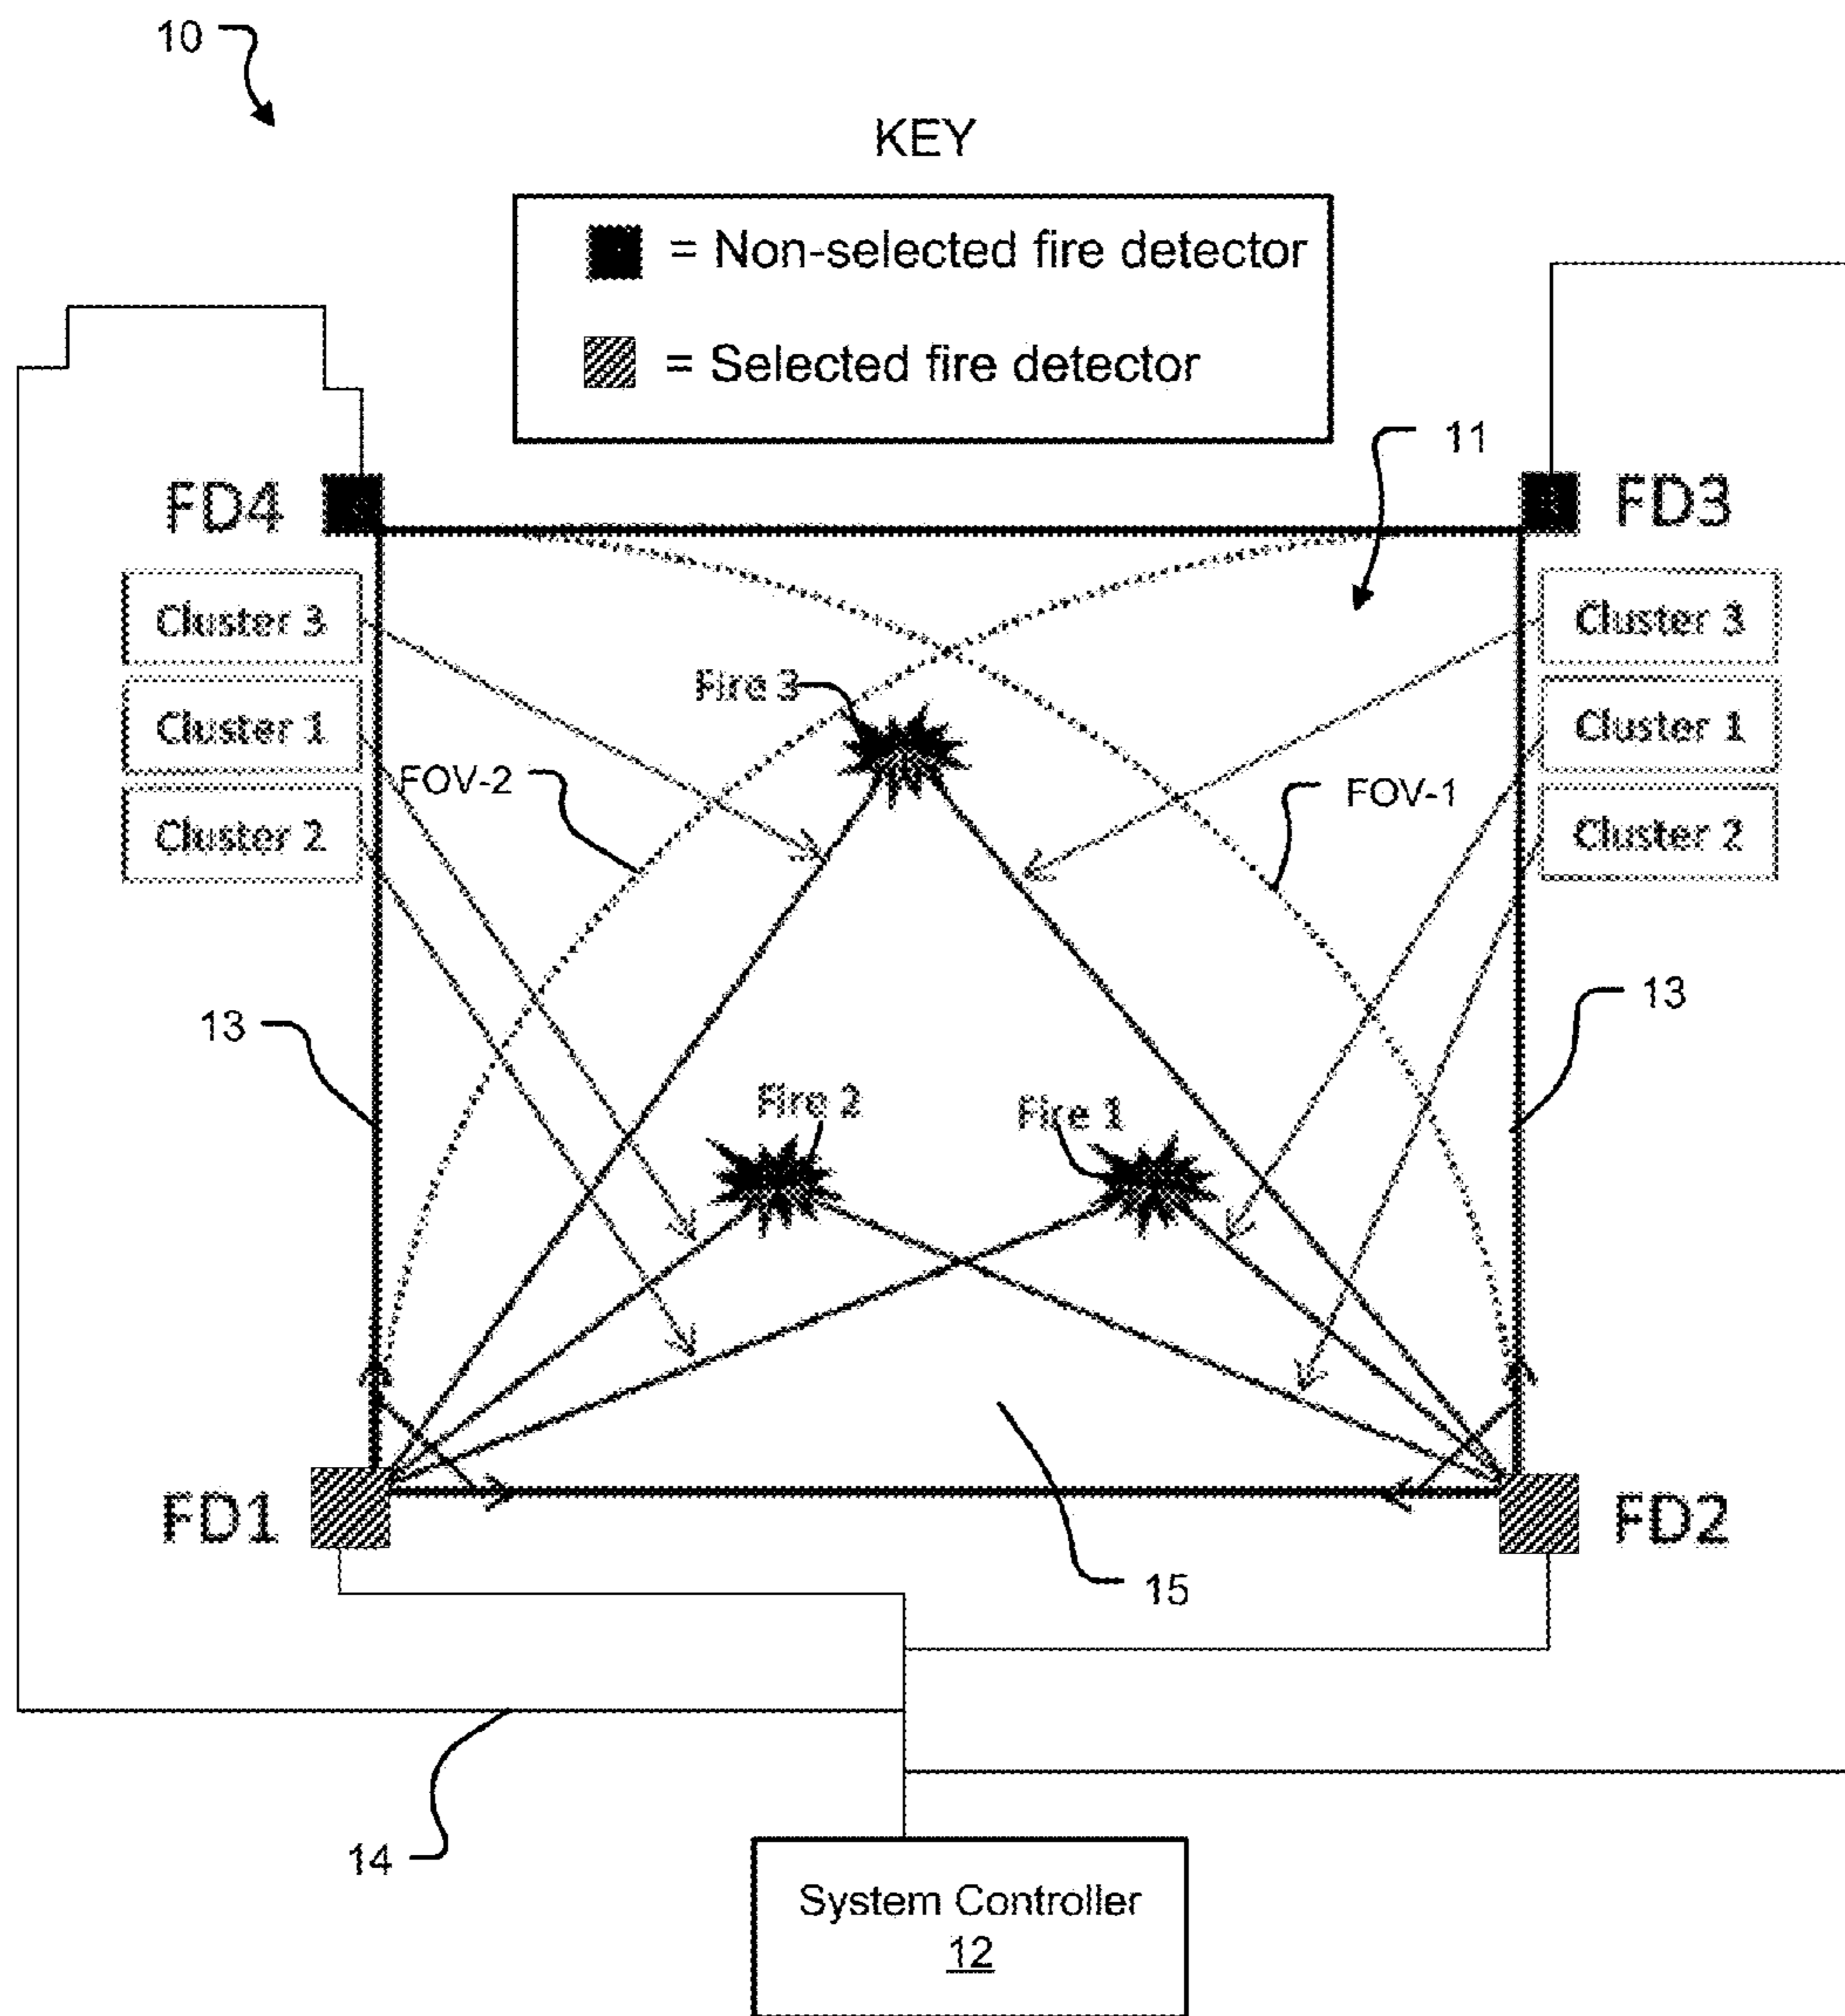 10
KEY
= Non-selected fire detector
= Selected fire detector
11
FD4
FD3
Cluster 3
Cluster 3
Fire 3
Cluster 1
Cluster 1
FOV-2
FOV-1
Cluster 2
Cluster 2
13
13
Fire 2
Fire 1
FD1
FD2
15
14
System Controller
12